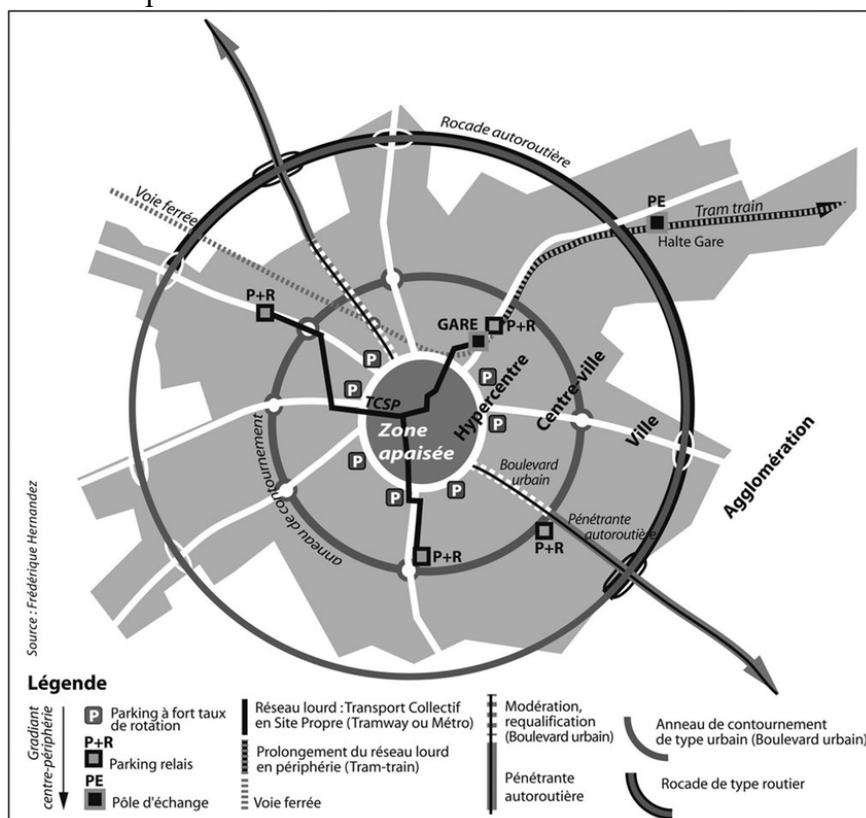 Rocade autoroutière
Voie ferrée
PE
Tram train
Halte Gare
P+R
GARE
P+R
P
P
P
P
P
P
P
TCSP
Zone
apaisée
Hypercentre
Centre-ville
Ville
Agglomération
anneau de contournement
Boulevard
urbain
Pénétrante
autoroutière
P+R
P+R
Source : Frédérique Hernandez
Légende
Gradiant
centre-périphérie
P
Parking à fort taux
de rotation
P+R
Parking relais
PE
Pôle d'échange
Réseau lourd : Transport Collectif
en Site Propre (Tramway ou Métro)
Prolongement du réseau lourd
en périphérie (Tram-train)
Voie ferrée
Modération,
requalification
(Boulevard urbain)
Pénétrante
autoroutière
Anneau de contournement
de type urbain (Boulevard urbain)
Rocade de type routier